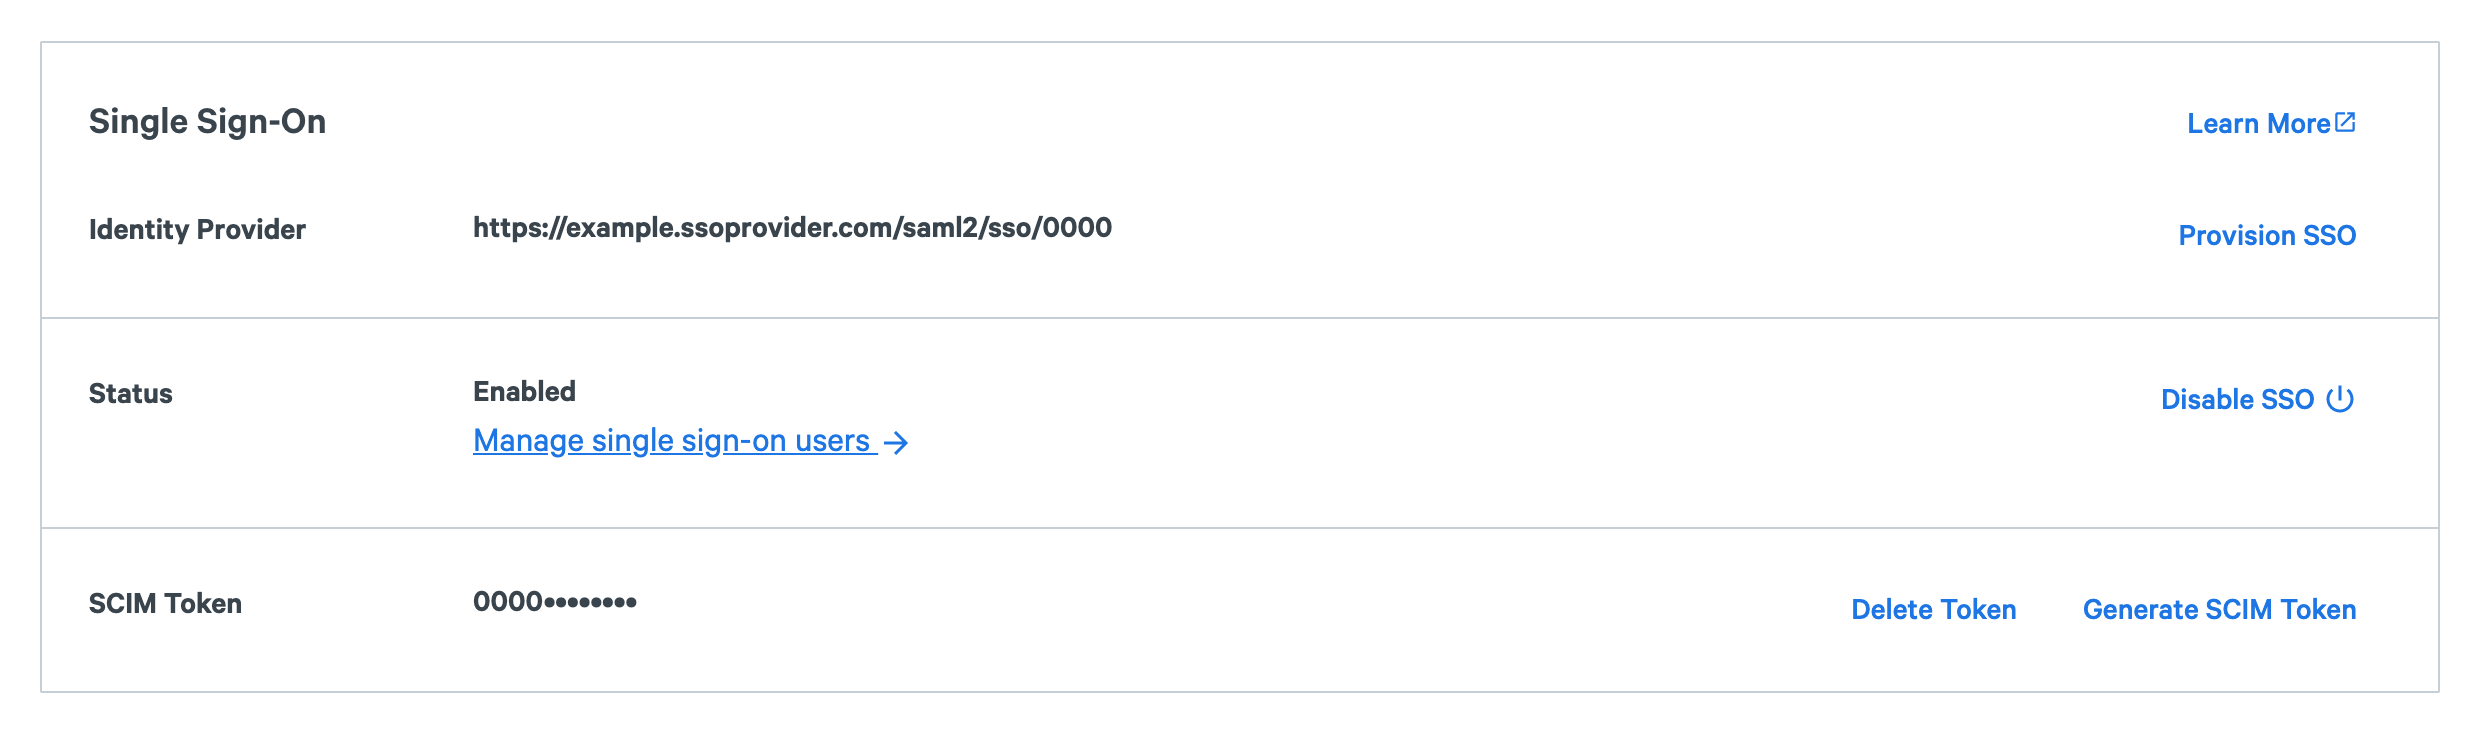 Single Sign-On
Learn More
Identity Provider
https://example.ssoprovider.com/saml2/sso/0000
Provision SSO
Status
Enabled
Disable SSO
Manage single sign-on users
SCIM Token
0000••••••••
Delete Token
Generate SCIM Token